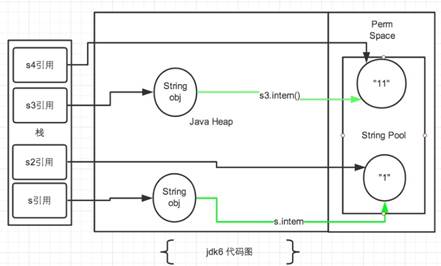 Perm
Space
s4引用
"11"
String
obj
s3.intern()
s3引用
Java Heap
栈
String Pool
s2引用
"1"
String
obj
s引用
s.intern
jdk6 代码图